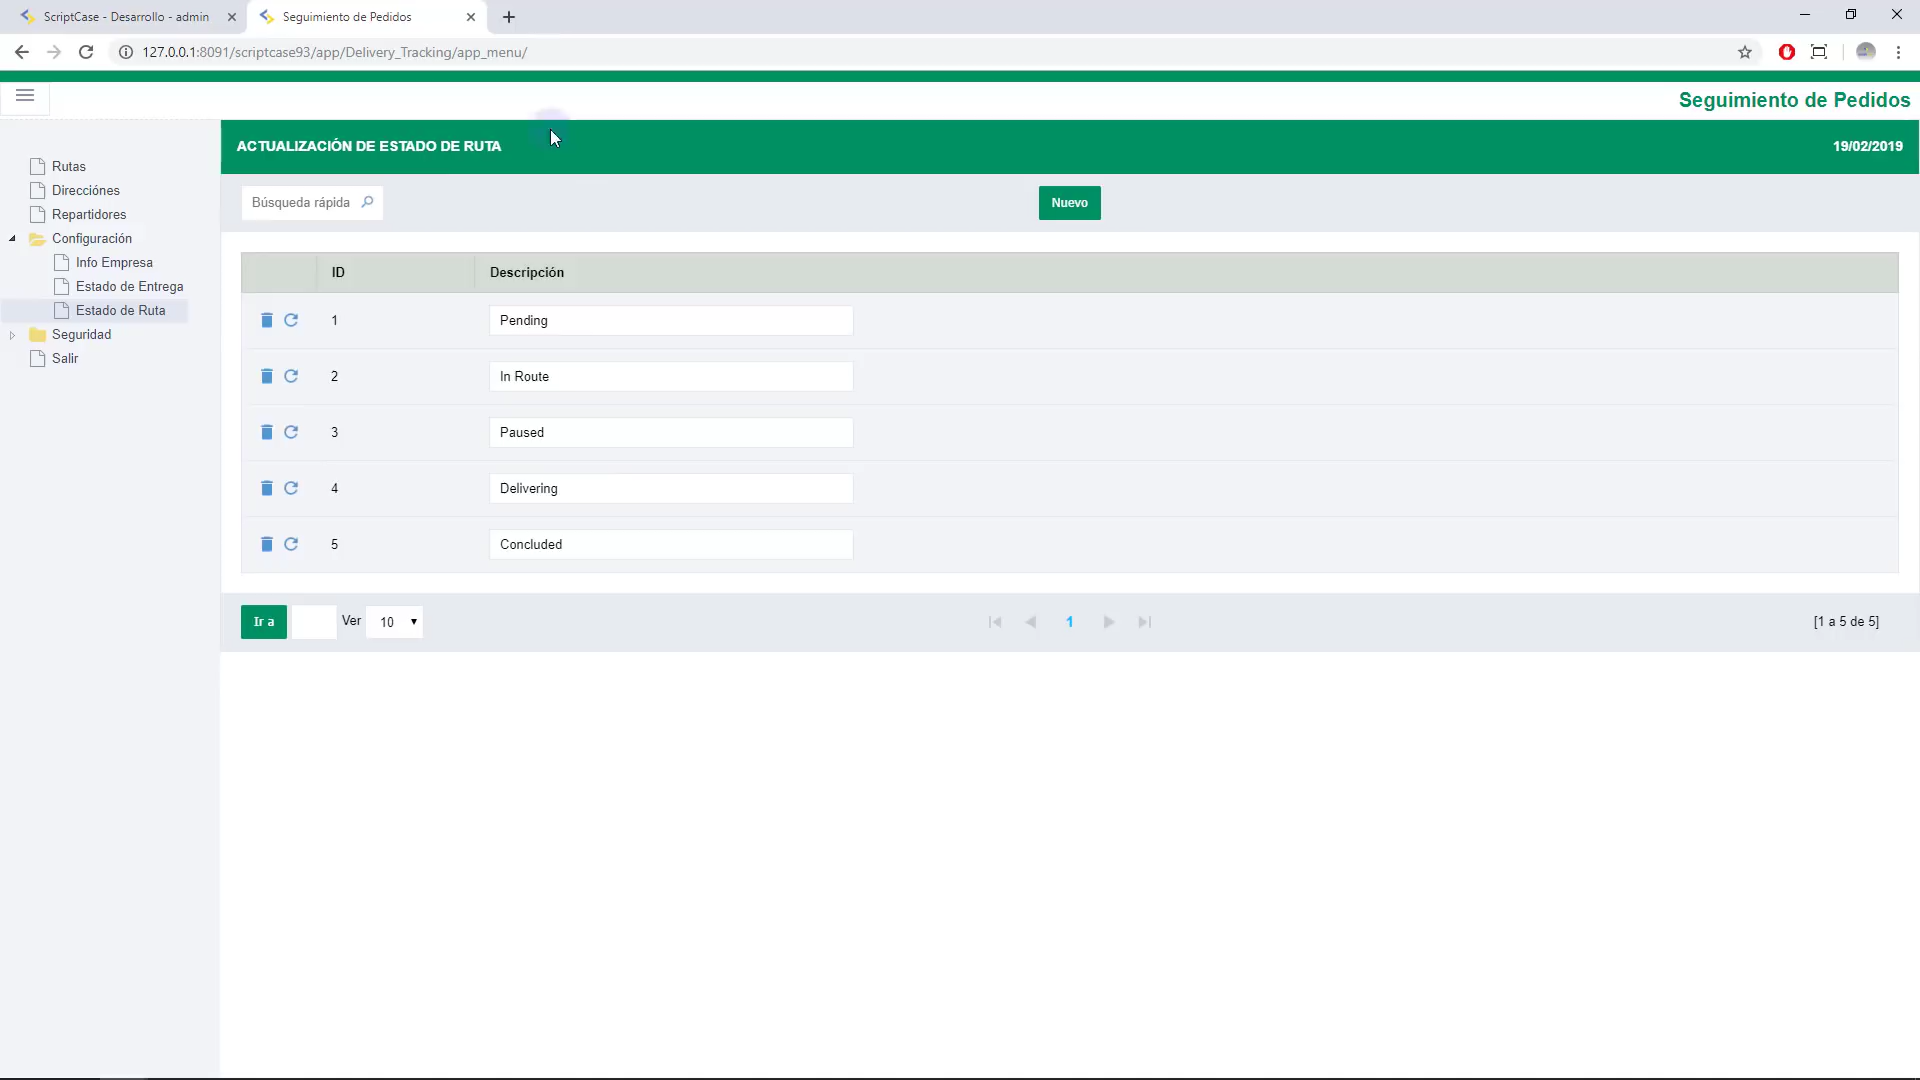 ScriptCase - Desarrollo - admin
Seguimiento de Pedidos
127.0.0.1:8091/scriptcase93/app/Delivery_Tracking/app_menu/
Seguimiento de Pedidos
ACTUALIZACIÓN DE ESTADO DE RUTA
19/02/2019
Rutas
Direcciónes
Repartidores
Configuración
Info Empresa
Estado de Entrega
Estado de Ruta
Seguridad
Salir
Búsqueda rápida
Nuevo
ID Descripción
1 Pending
2 In Route
3 Paused
4 Delivering
5 Concluded
Ir a Ver 10 1 [1 a 5 de 5]